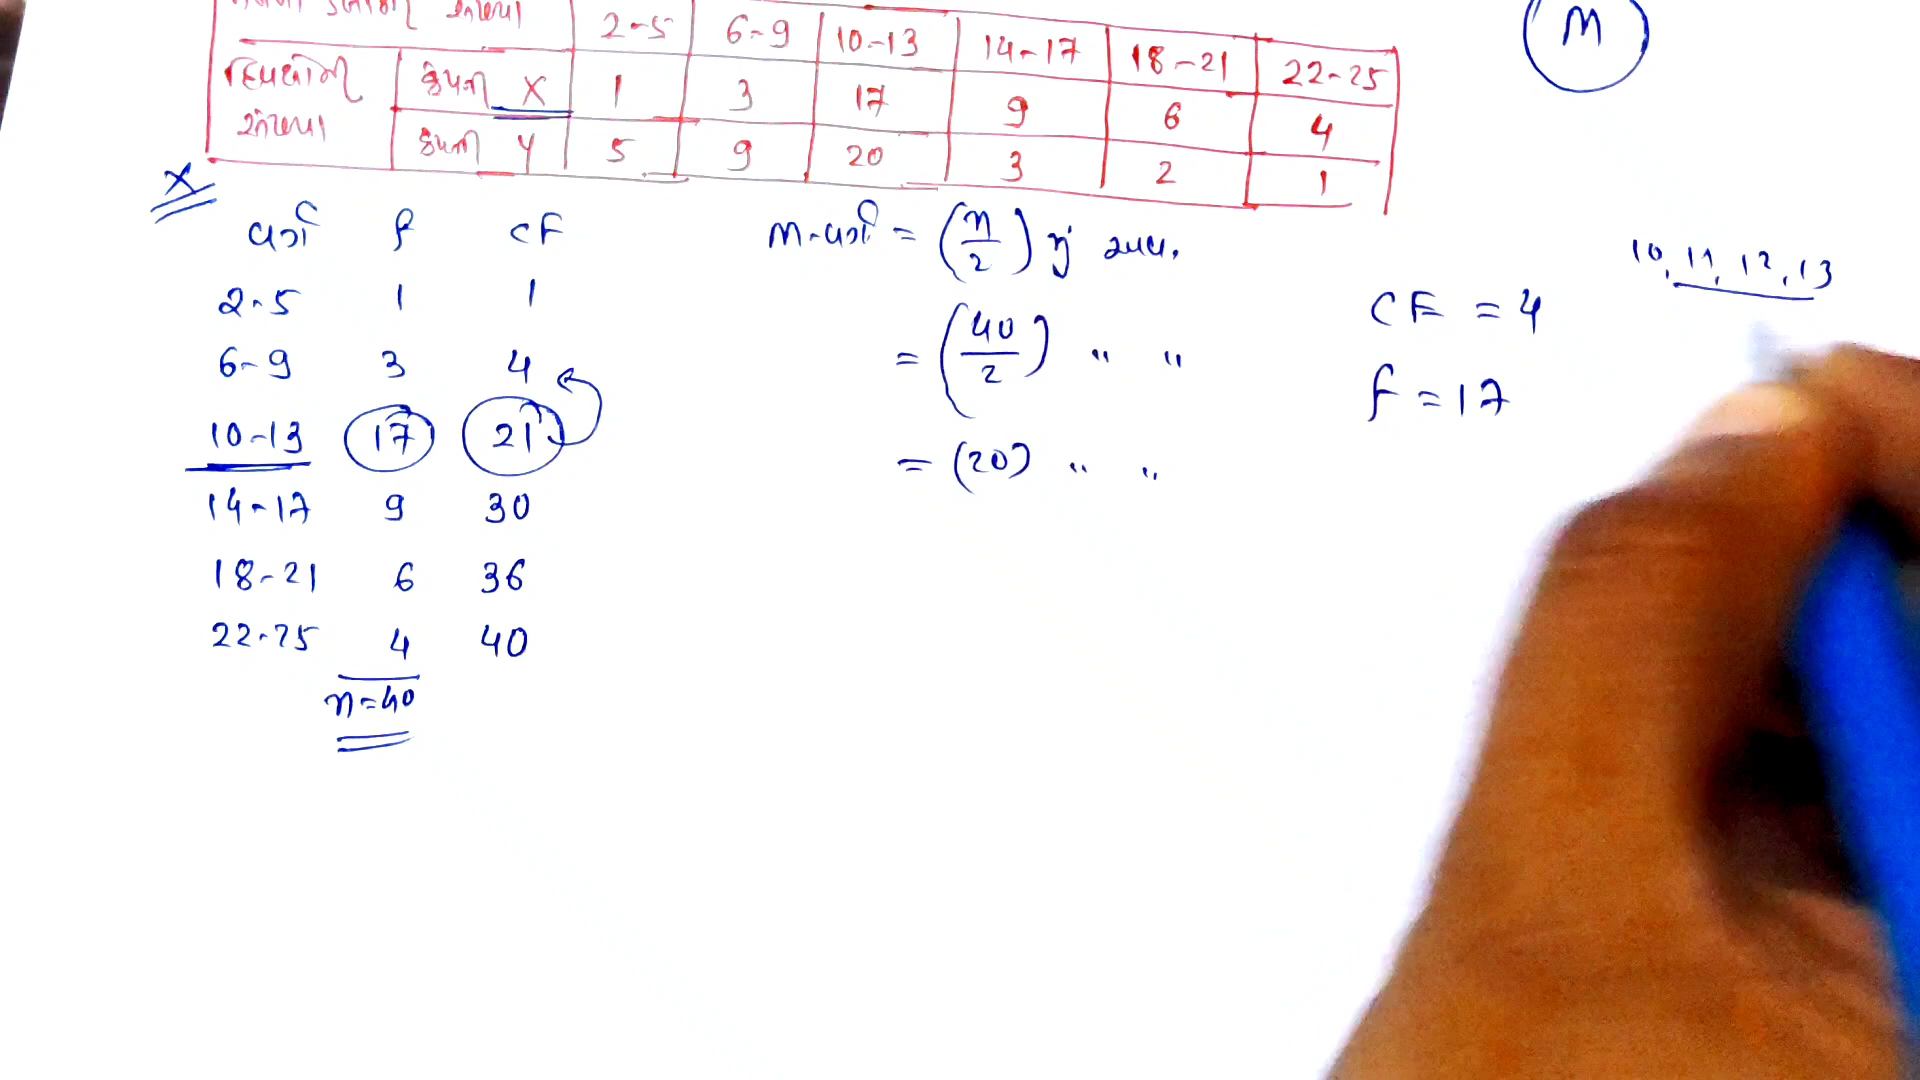 સંખ્યા 2-5 6-9 10-13 14-17 18-21 22-25
કંપની X 1 3 17 9 6 4
સંખ્યા
કંપની Y 5 9 20 3 2 1
M
X
વર્ગ f CF
2-5 1 1
6-9 3 4
10-13 17 21
14-17 9 30
18-21 6 36
22-25 4 40
n=40
M-વર્ગ = (n/2) નું અવ.
= (40/2) " "
= (20) " "
CF = 4
f = 17
10, 11, 12, 13